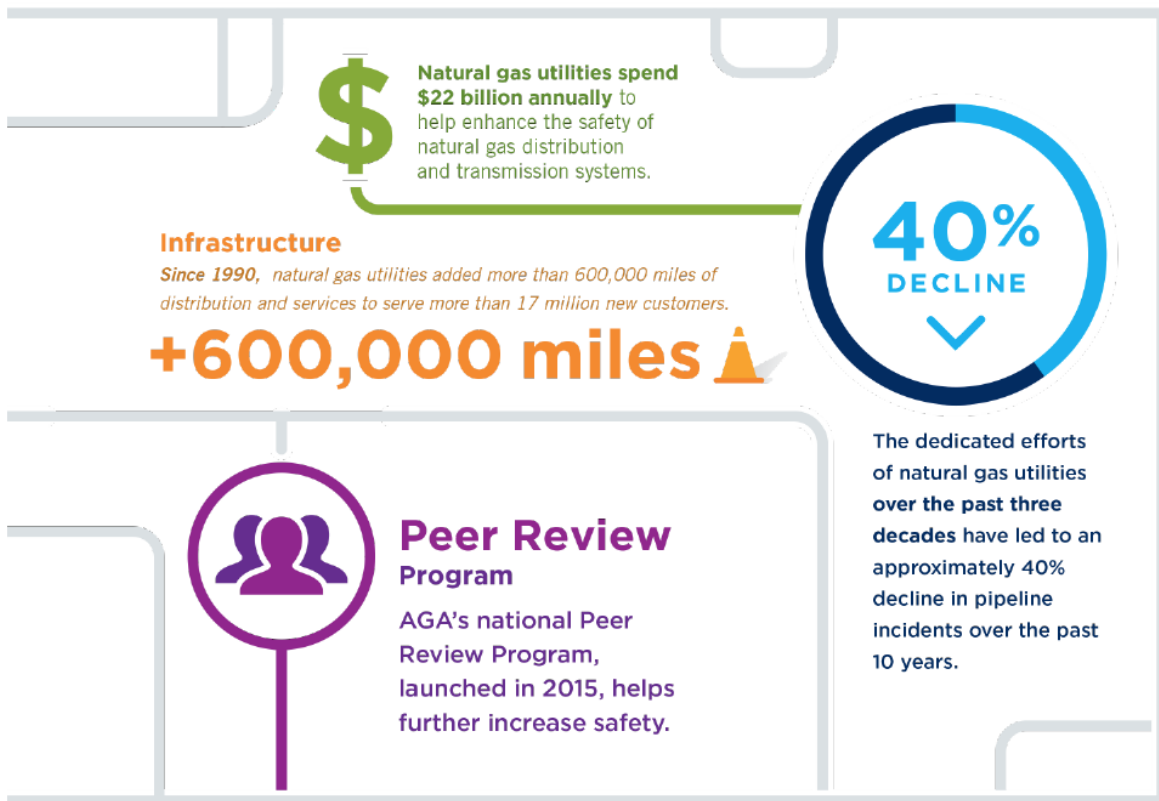 $
Natural gas utilities spend
$22 billion annually to
help enhance the safety of
natural gas distribution
and transmission systems.
40%
DECLINE
Infrastructure
Since 1990, natural gas utilities added more than 600,000 miles of
distribution and services to serve more than 17 million new customers.
+600,000 miles
The dedicated efforts
of natural gas utilities
over the past three
decades have led to an
approximately 40%
decline in pipeline
incidents over the past
10 years.
Peer Review
Program
AGA’s national Peer
Review Program,
launched in 2015, helps
further increase safety.